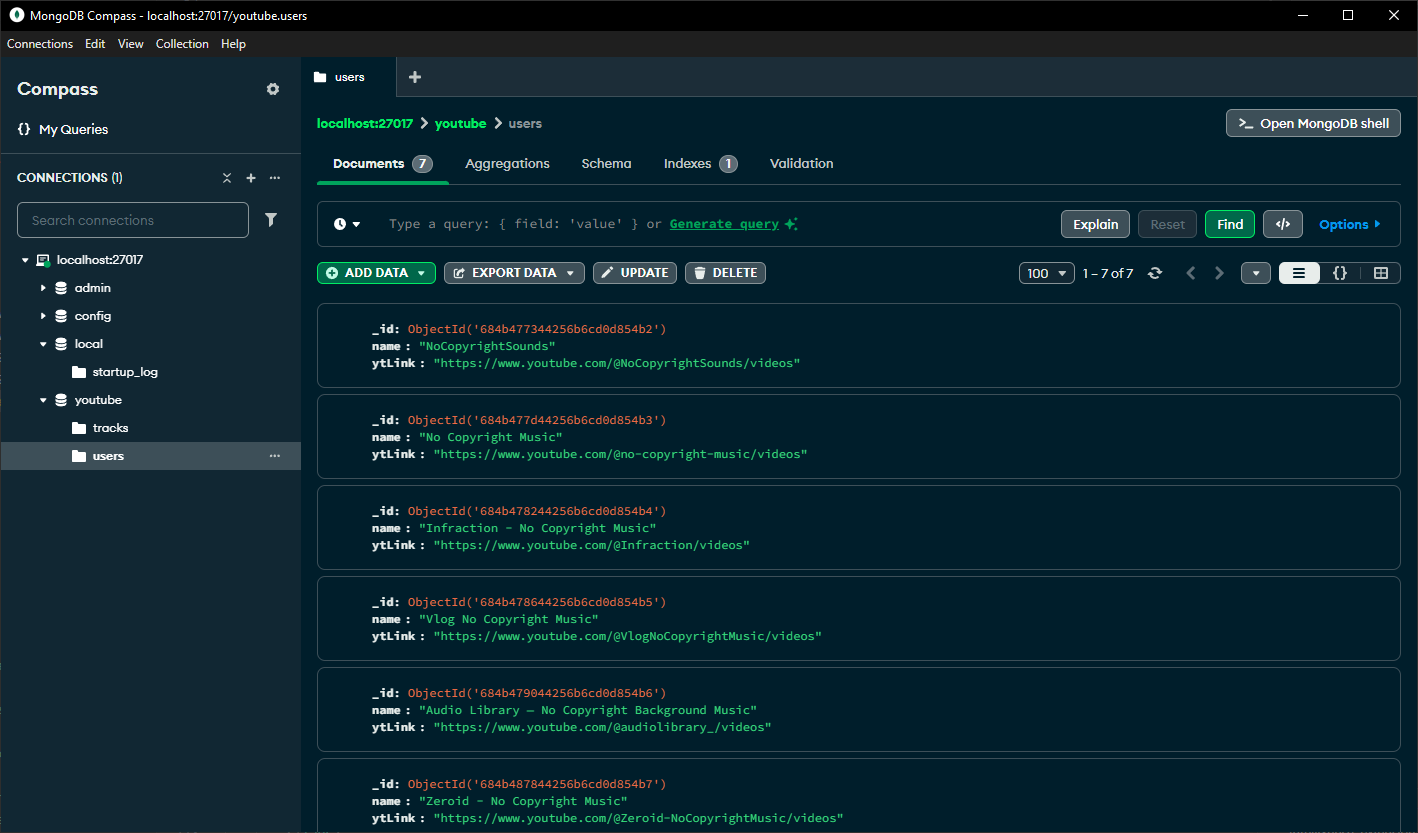 MongoDB Compass - localhost:27017/youtube.users
Connections Edit View Collection Help
Compass
{} My Queries
CONNECTIONS (1)
Search connections
localhost:27017
admin
config
local
startup_log
youtube
tracks
users
users
localhost:27017 > youtube > users
>_ Open MongoDB shell
Documents 7 Aggregations Schema Indexes 1 Validation
Type a query: { field: 'value' } or Generate query
Explain Reset Find </> Options
ADD DATA EXPORT DATA UPDATE DELETE
100 1 – 7 of 7 {}
_id: ObjectId('684b477344256b6cd0d854b2')
name : "NoCopyrightSounds"
ytLink : "https://www.youtube.com/@NoCopyrightSounds/videos"
_id: ObjectId('684b477d44256b6cd0d854b3')
name : "No Copyright Music"
ytLink : "https://www.youtube.com/@no-copyright-music/videos"
_id: ObjectId('684b478244256b6cd0d854b4')
name : "Infraction - No Copyright Music"
ytLink : "https://www.youtube.com/@Infraction/videos"
_id: ObjectId('684b478644256b6cd0d854b5')
name : "Vlog No Copyright Music"
ytLink : "https://www.youtube.com/@VlogNoCopyrightMusic/videos"
_id: ObjectId('684b479044256b6cd0d854b6')
name : "Audio Library — No Copyright Background Music"
ytLink : "https://www.youtube.com/@audiolibrary_/videos"
_id: ObjectId('684b487844256b6cd0d854b7')
name : "Zeroid - No Copyright Music"
ytLink : "https://www.youtube.com/@Zeroid-NoCopyrightMusic/videos"